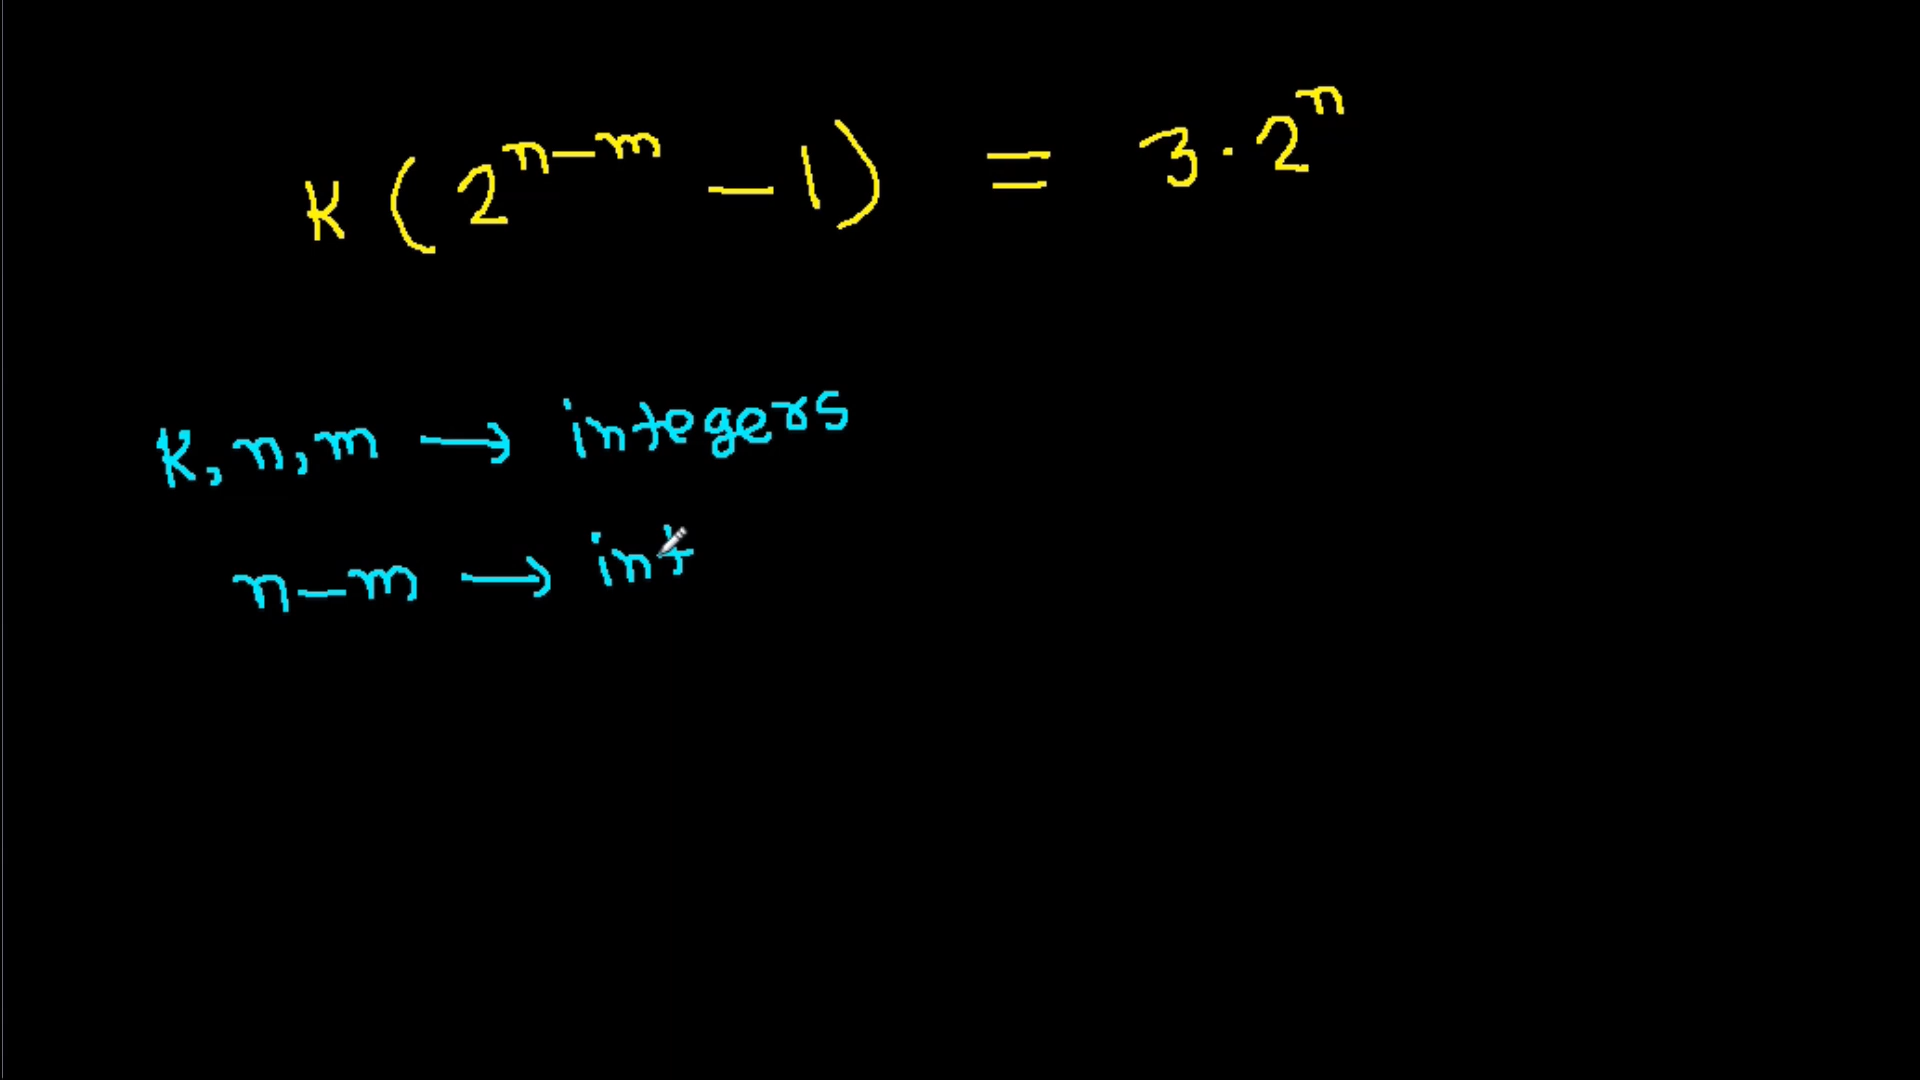 K(2^{n-m} - 1) = 3 · 2^n
K, n, m → integers
n-m → int